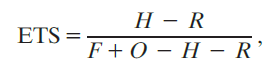 ETS = H − R / F + O − H − R ,